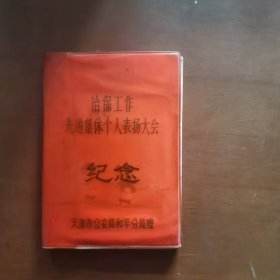 治保工作
先进集体个人表扬大会
纪念
天津市公安局和平分局赠